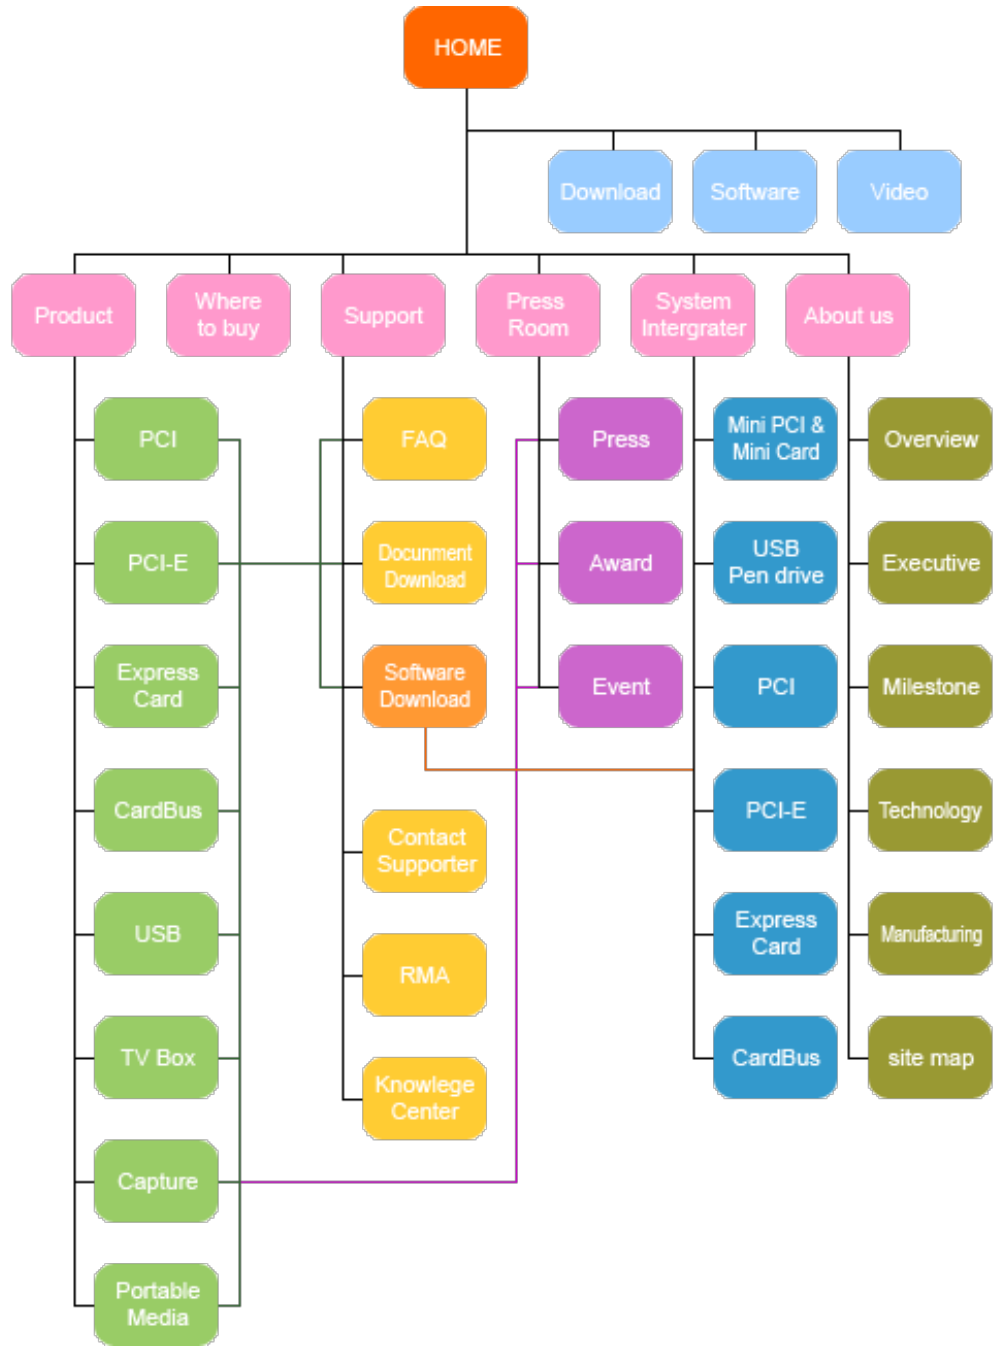 HOME
Download
Software
Video
Product
Where
to buy
Support
Press
Room
System
Intergrater
About us
PCI
FAQ
Press
Mini PCI &
Mini Card
Overview
PCI-E
Docunment
Download
Award
USB
Pen drive
Executive
Express
Card
Software
Download
Event
PCI
Milestone
CardBus
Contact
Supporter
PCI-E
Technology
USB
RMA
Express
Card
Manufacturing
TV Box
Knowlege
Center
CardBus
site map
Capture
Portable
Media